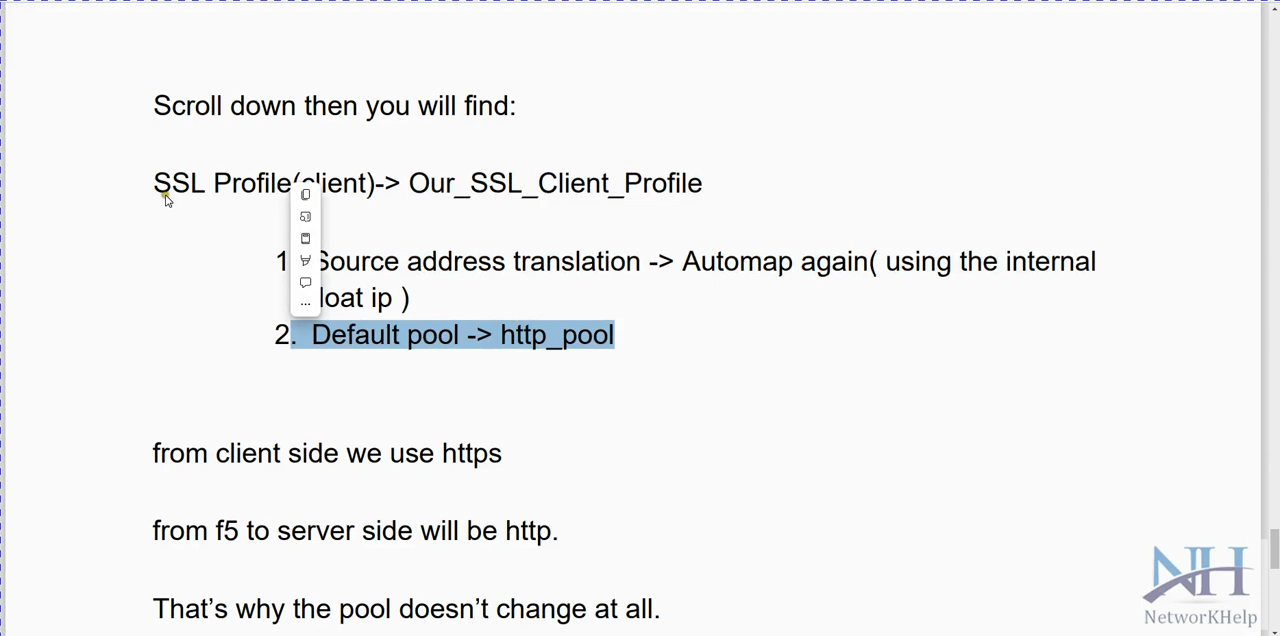 Scroll down then you will find:
SSL Profile(client)-> Our_SSL_Client_Profile
1 Source address translation -> Automap again( using the internal
loat ip )
2. Default pool -> http_pool
from client side we use https
from f5 to server side will be http.
That’s why the pool doesn’t change at all.
NH
NetworKHelp